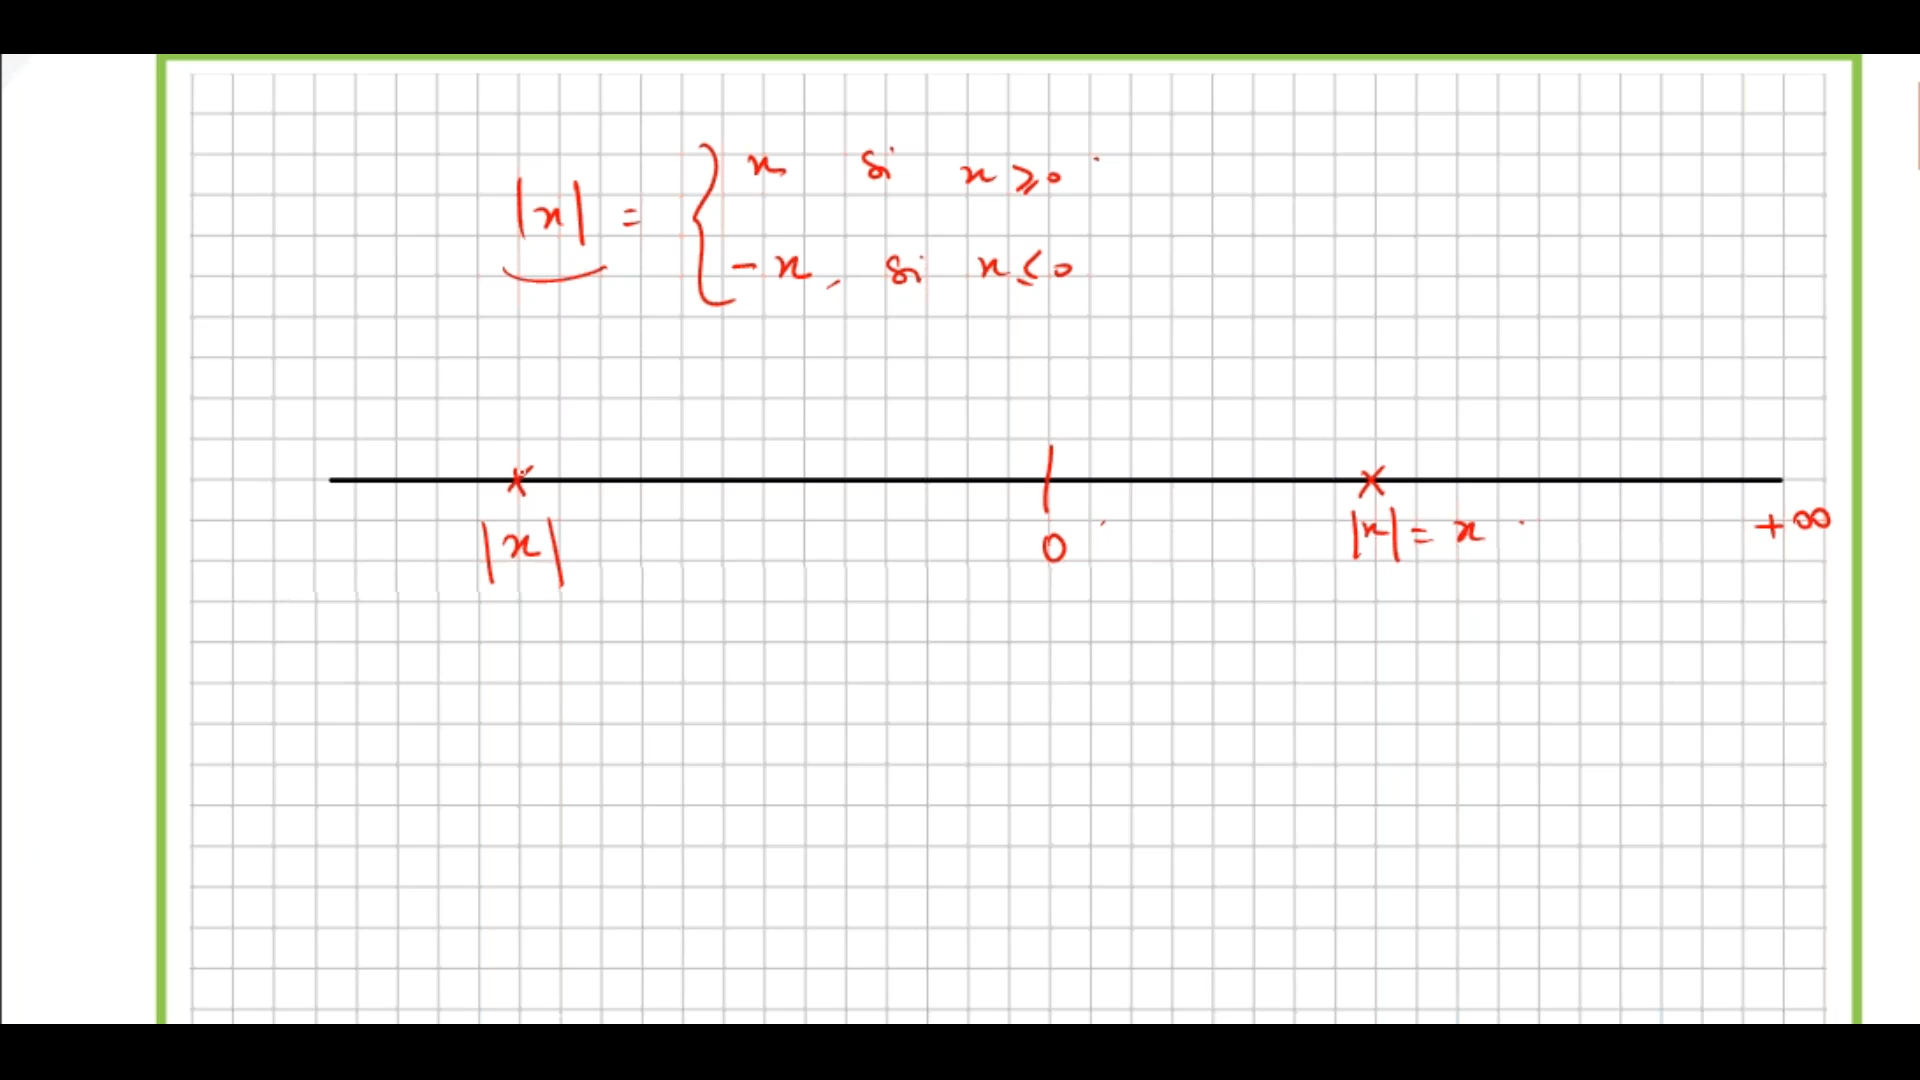 x si x ⩾ 0
|x| =
-x, si x ≤ 0
|x| 0 |x| = x +∞